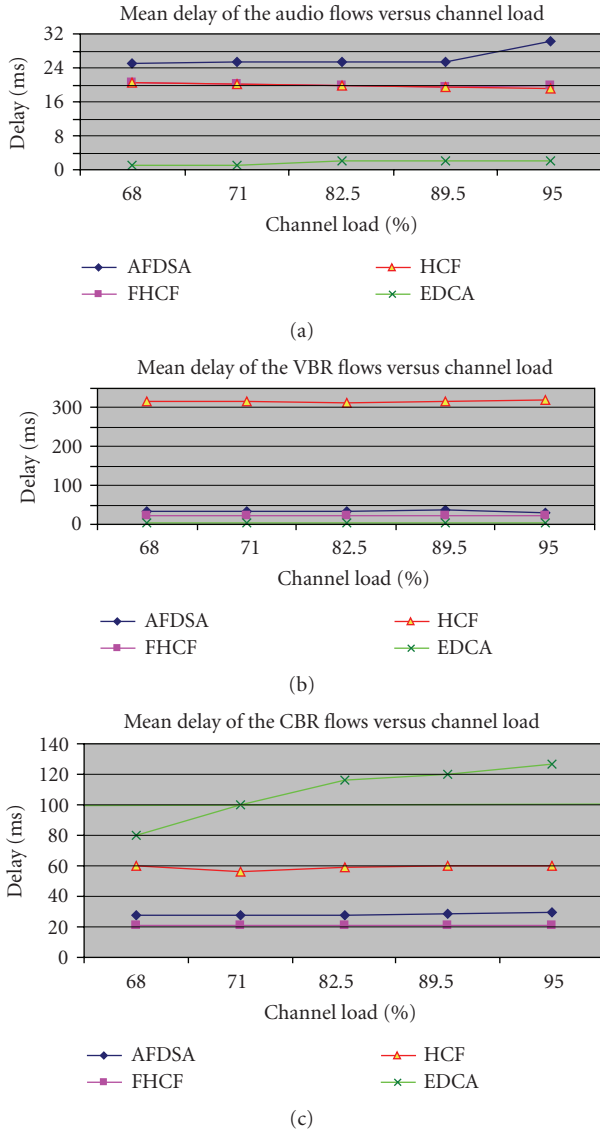 Mean delay of the audio flows versus channel load
32
24
16
8
0
Delay (ms)
68 71 82.5 89.5 95
Channel load (%)
AFDSA HCF
FHCF EDCA
(a)
Mean delay of the VBR flows versus channel load
300
200
100
0
Delay (ms)
68 71 82.5 89.5 95
Channel load (%)
AFDSA HCF
FHCF EDCA
(b)
Mean delay of the CBR flows versus channel load
140
120
100
80
60
40
20
0
Delay (ms)
68 71 82.5 89.5 95
Channel load (%)
AFDSA HCF
FHCF EDCA
(c)